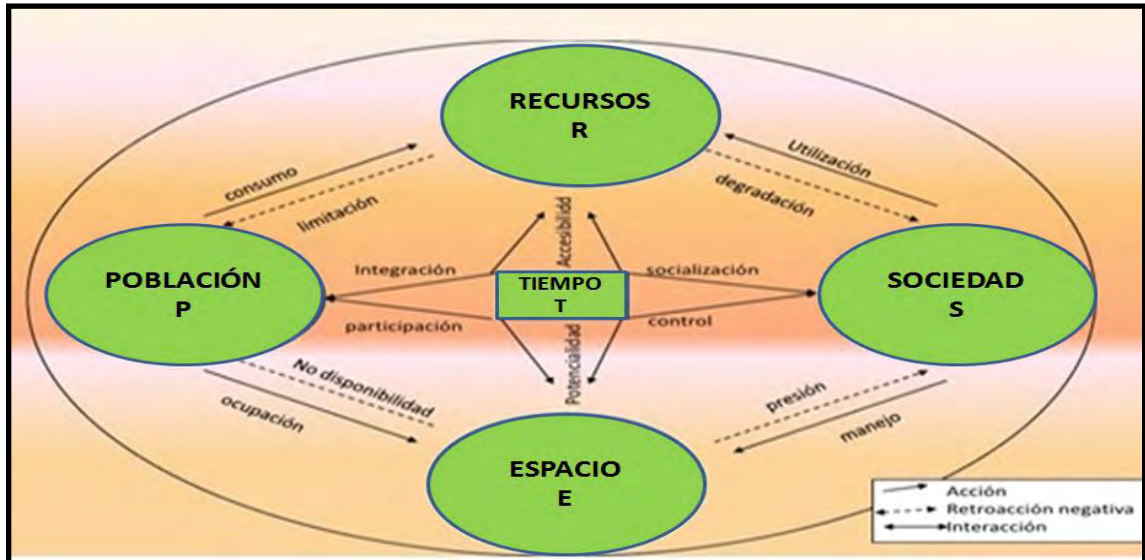 RECURSOS
R
consumo
limitación
Utilización
degradación
Accesibilidd
POBLACIÓN
P
Integración
participación
TIEMPO
T
socialización
control
SOCIEDAD
S
Potencialidad
No disponibilidad
ocupación
presión
manejo
ESPACIO
E
Acción
Retroacción negativa
Interacción